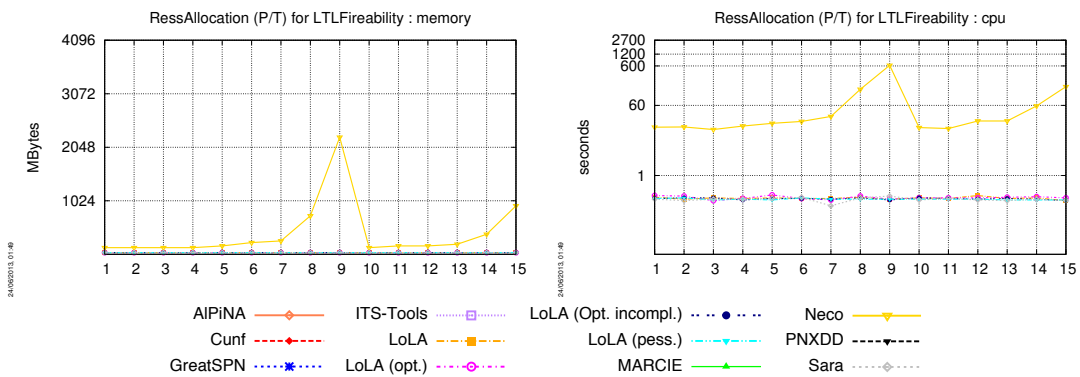 RessAllocation (P/T) for LTLFireability : memory
4096
3072
2048
1024
MBytes
1 2 3 4 5 6 7 8 9 10 11 12 13 14 15
24/06/2013, 01:49
RessAllocation (P/T) for LTLFireability : cpu
2700
1200
600
60
1
seconds
1 2 3 4 5 6 7 8 9 10 11 12 13 14 15
24/06/2013, 01:49
AlPiNA ITS-Tools LoLA (Opt. incompl.) Neco
Cunf LoLA LoLA (pess.) PNXDD
GreatSPN LoLA (opt.) MARCIE Sara